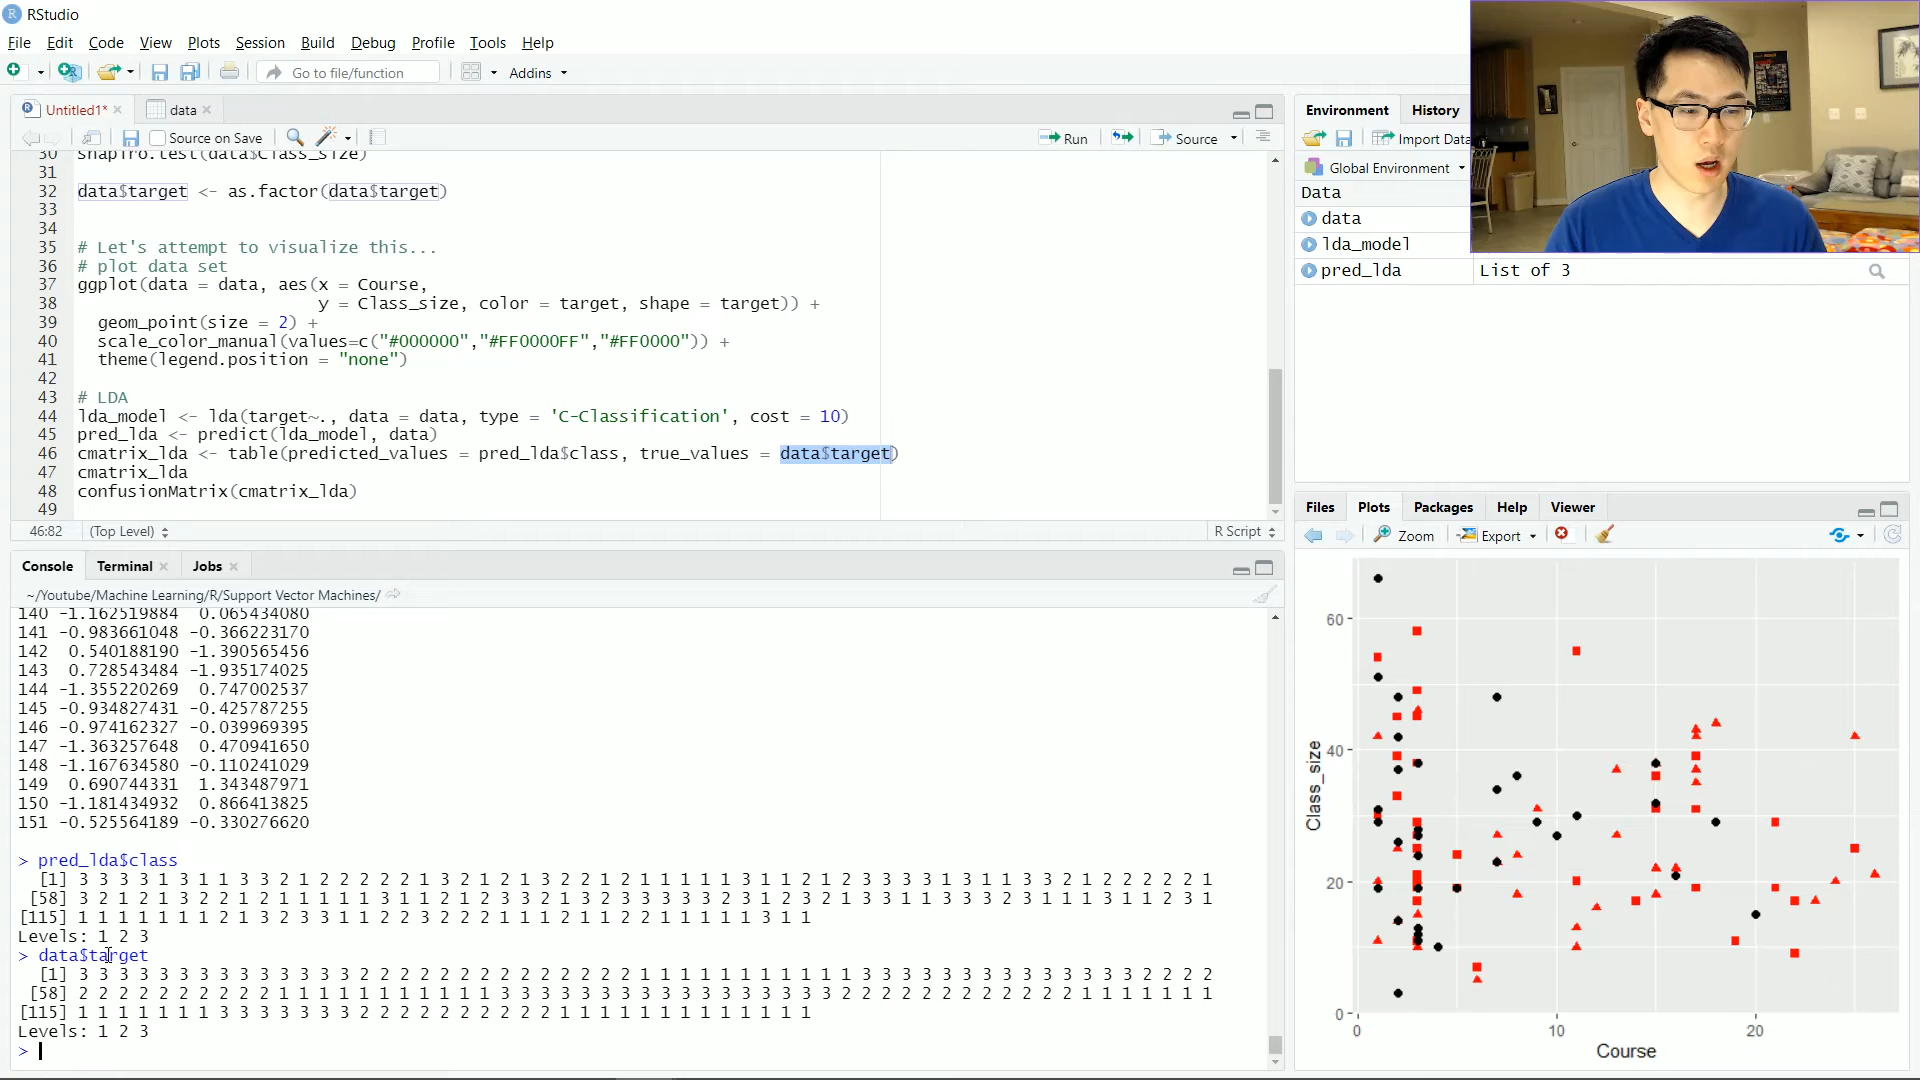 RStudio
File Edit Code View Plots Session Build Debug Profile Tools Help
Go to file/function Addins
Untitled1* data
Source on Save Run Source
30 shapiro.test(data$Class_size)
31
32 data$target <- as.factor(data$target)
33
34
35 # Let's attempt to visualize this...
36 # plot data set
37 ggplot(data = data, aes(x = Course,
38 y = Class_size, color = target, shape = target)) +
39 geom_point(size = 2) +
40 scale_color_manual(values=c("#000000","#FF0000FF","#FF0000")) +
41 theme(legend.position = "none")
42
43 # LDA
44 lda_model <- lda(target~., data = data, type = 'C-Classification', cost = 10)
45 pred_lda <- predict(lda_model, data)
46 cmatrix_lda <- table(predicted_values = pred_lda$class, true_values = data$target)
47 cmatrix_lda
48 confusionMatrix(cmatrix_lda)
49
46:82 (Top Level) R Script
Console Terminal Jobs
~/Youtube/Machine Learning/R/Support Vector Machines/
140 -1.162519884 0.065434080
141 -0.983661048 -0.366223170
142 0.540188190 -1.390565456
143 0.728543484 -1.935174025
144 -1.355220269 0.747002537
145 -0.934827431 -0.425787255
146 -0.974162327 -0.039969395
147 -1.363257648 0.470941650
148 -1.167634580 -0.110241029
149 0.690744331 1.343487971
150 -1.181434932 0.866413825
151 -0.525564189 -0.330276620
> pred_lda$class
[1] 3 3 3 3 1 3 1 1 3 3 2 1 2 2 2 2 2 1 3 2 1 2 1 3 2 2 1 2 1 1 1 1 1 3 1 1 2 1 2 3 3 3 3 1 3 1 1 3 3 2 1 2 2 2 2 2 1
[58] 3 2 1 2 1 3 2 2 1 2 1 1 1 1 3 1 1 2 1 2 3 3 2 1 3 2 3 3 3 3 3 2 3 1 2 3 2 1 3 3 1 1 3 3 3 2 3 1 1 1 3 1 1 2 3 1
[115] 1 1 1 1 1 1 1 2 1 3 2 3 3 1 2 2 3 2 2 2 1 1 1 2 1 1 2 2 1 1 1 1 1 1 3 1 1
Levels: 1 2 3
> data$target
[1] 3 3 3 3 3 3 3 3 3 3 3 3 3 3 2 2 2 2 2 2 2 2 2 2 2 2 2 2 1 1 1 1 1 1 1 1 1 1 1 3 3 3 3 3 3 3 3 3 3 3 3 3 3 2 2 2 2
[58] 2 2 2 2 2 2 2 2 2 2 1 1 1 1 1 1 1 1 1 1 1 3 3 3 3 3 3 3 3 3 3 3 3 3 3 3 3 3 2 2 2 2 2 2 2 2 2 2 2 2 1 1 1 1 1 1 1
[115] 1 1 1 1 1 1 1 3 3 3 3 3 3 3 2 2 2 2 2 2 2 2 2 2 1 1 1 1 1 1 1 1 1 1 1 1 1
Levels: 1 2 3
>
Environment History
Import Data
Global Environment
Data
data
lda_model
pred_lda List of 3
Files Plots Packages Help Viewer
Zoom Export
60
40
20
0
Class_size
0 10 20
Course